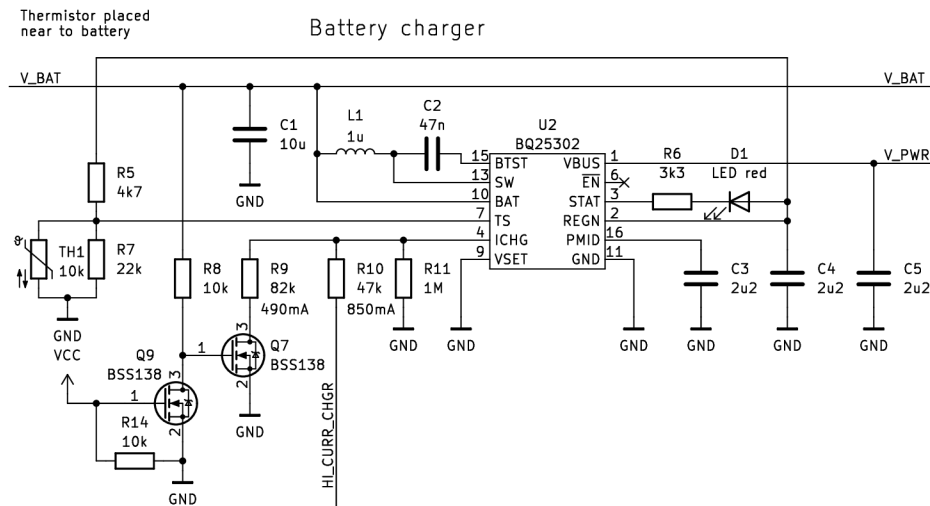 Thermistor placed
near to battery
Battery charger
V_BAT
V_BAT
L1
1u
C2
47n
C1
10u
U2
BQ25302
15
BTST
VBUS
1
13
SW
EN
6
10
BAT
STAT
3
7
TS
REGN
2
4
ICHG
PMID
16
9
VSET
GND
11
R6
3k3
D1
LED red
V_PWR
R5
4k7
GND
TH1
10k
R7
22k
R8
10k
R9
82k
490mA
R10
47k
850mA
R11
1M
C3
2u2
C4
2u2
C5
2u2
GND
GND
GND
GND
GND
GND
GND
VCC
Q9
BSS138
3
1
2
3
1
2
Q7
BSS138
GND
R14
10k
GND
HI_CURR_CHGR